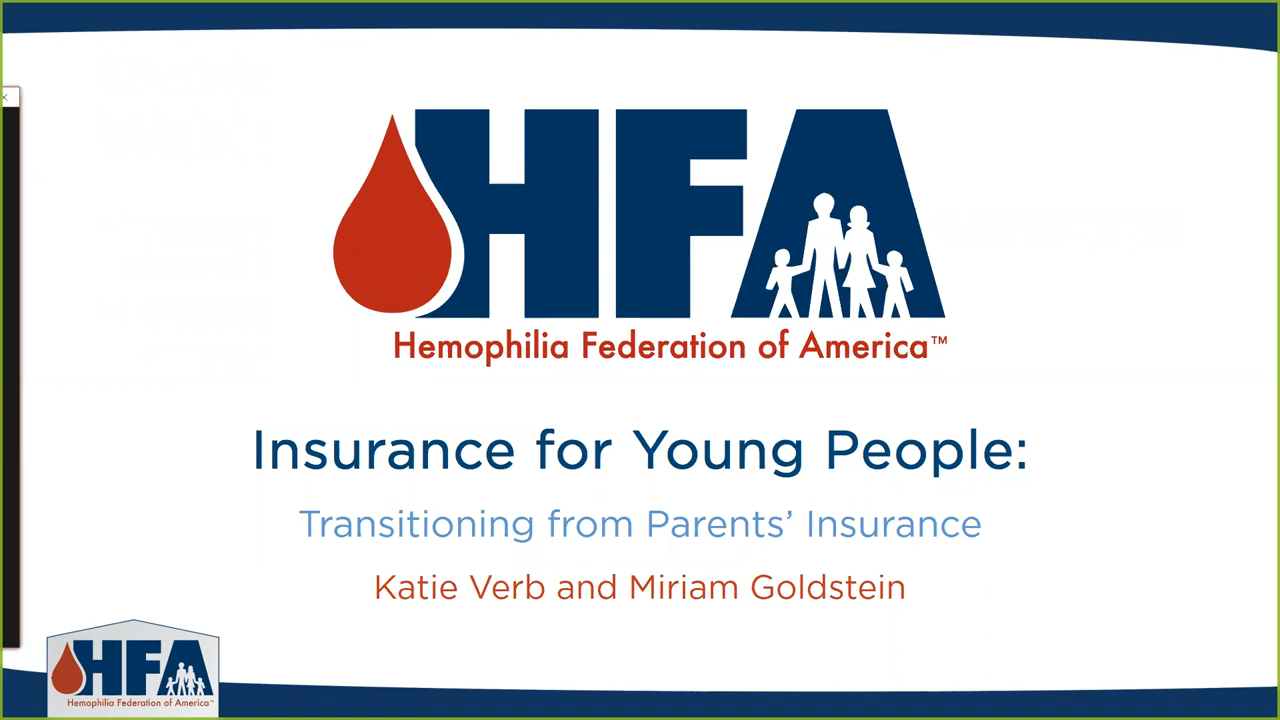 HFA
Hemophilia Federation of America™
Insurance for Young People:
Transitioning from Parents’ Insurance
Katie Verb and Miriam Goldstein
HFA
Hemophilia Federation of America™